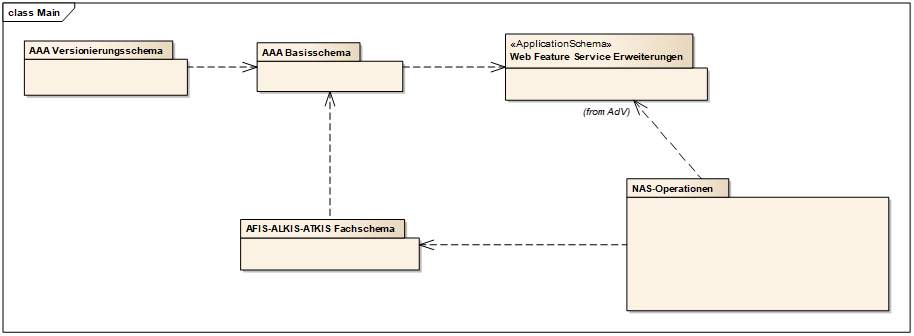 class Main
AAA Versionierungsschema
AAA Basisschema
«ApplicationSchema»
Web Feature Service Erweiterungen
(from AdV)
NAS-Operationen
AFIS-ALKIS-ATKIS Fachschema